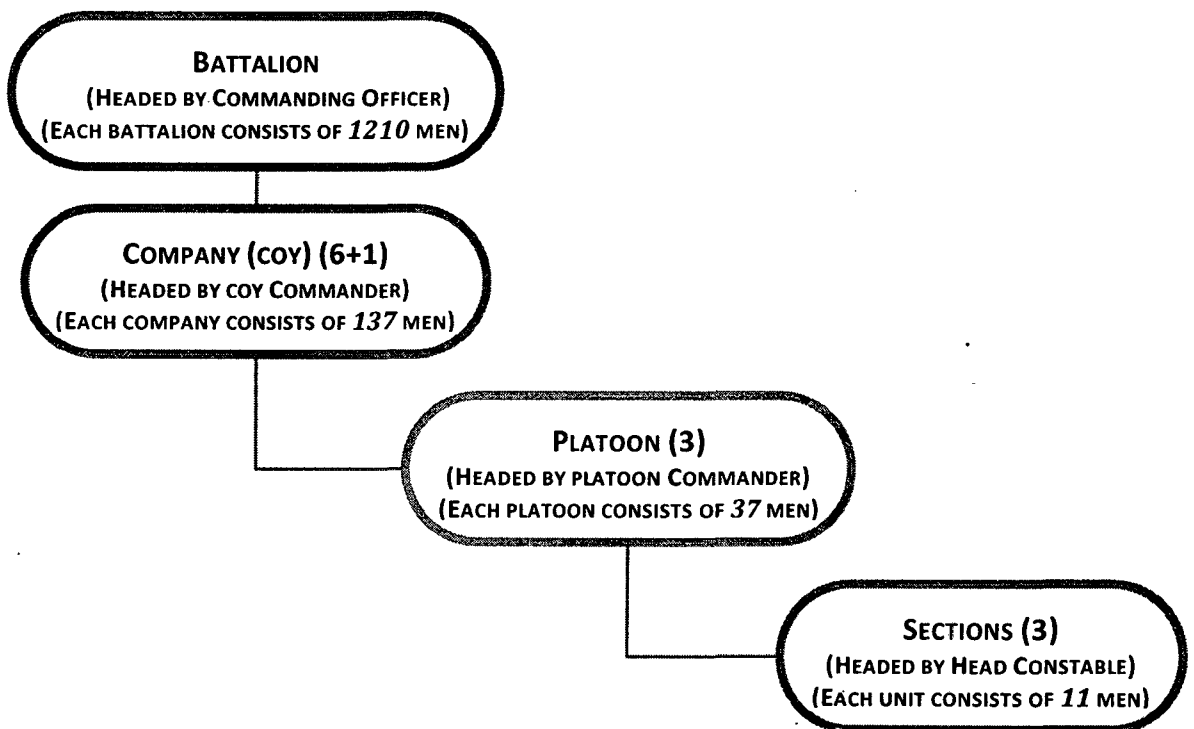 BATTALION
(HEADED BY COMMANDING OFFICER)
(EACH BATTALION CONSISTS OF 1210 MEN)
COMPANY (COY) (6+1)
(HEADED BY COY COMMANDER)
(EACH COMPANY CONSISTS OF 137 MEN)
PLATOON (3)
(HEADED BY PLATOON COMMANDER)
(EACH PLATOON CONSISTS OF 37 MEN)
SECTIONS (3)
(HEADED BY HEAD CONSTABLE)
(EACH UNIT CONSISTS OF 11 MEN)